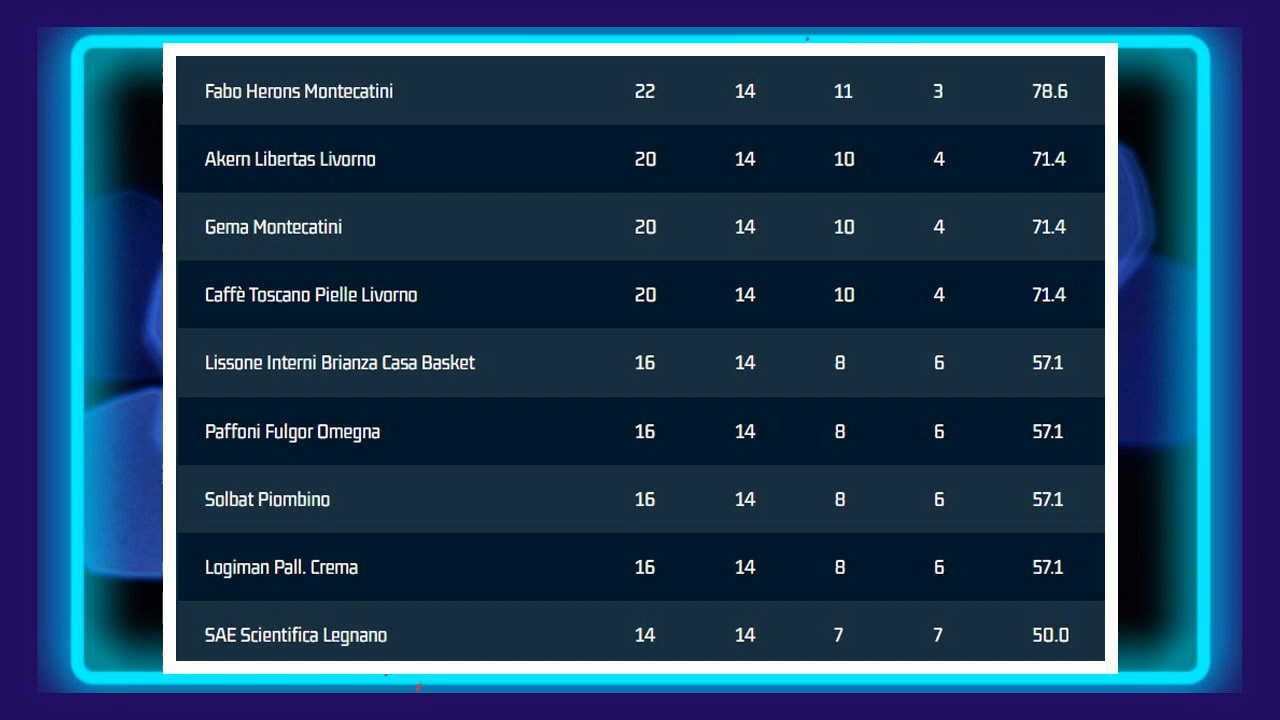 Fabo Herons Montecatini 22 14 11 3 78.6
Akern Libertas Livorno 20 14 10 4 71.4
Gema Montecatini 20 14 10 4 71.4
Caffè Toscano Pielle Livorno 20 14 10 4 71.4
Lissone Interni Brianza Casa Basket 16 14 8 6 57.1
Paffoni Fulgor Omegna 16 14 8 6 57.1
Solbat Piombino 16 14 8 6 57.1
Logiman Pall. Crema 16 14 8 6 57.1
SAE Scientifica Legnano 14 14 7 7 50.0